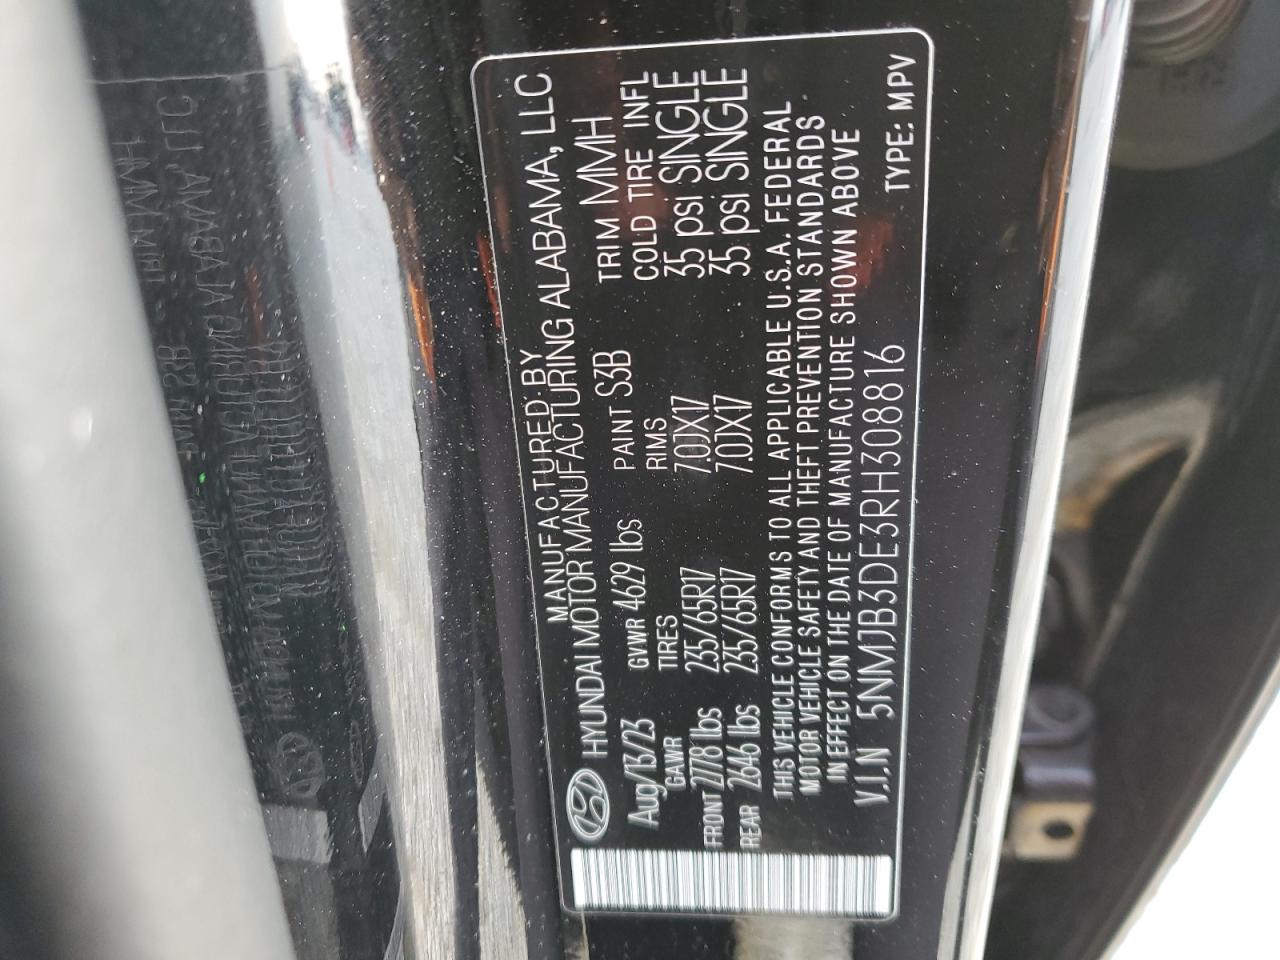 MANUFACTURED BY
HYUNDAI MOTOR MANUFACTURING ALABAMA, LLC
Aug/13/23 GVWR 4629 lbs PAINT S3B TRIM MMH
GAWR TIRES RIMS COLD TIRE INFL
FRONT 2778 lbs 235/65R17 7.0JX17 35 psi SINGLE
REAR 2646 lbs 235/65R17 7.0JX17 35 psi SINGLE
THIS VEHICLE CONFORMS TO ALL APPLICABLE U.S.A. FEDERAL
MOTOR VEHICLE SAFETY AND THEFT PREVENTION STANDARDS
IN EFFECT ON THE DATE OF MANUFACTURE SHOWN ABOVE
V.I.N 5NMJB3DE3RH308816 TYPE: MPV